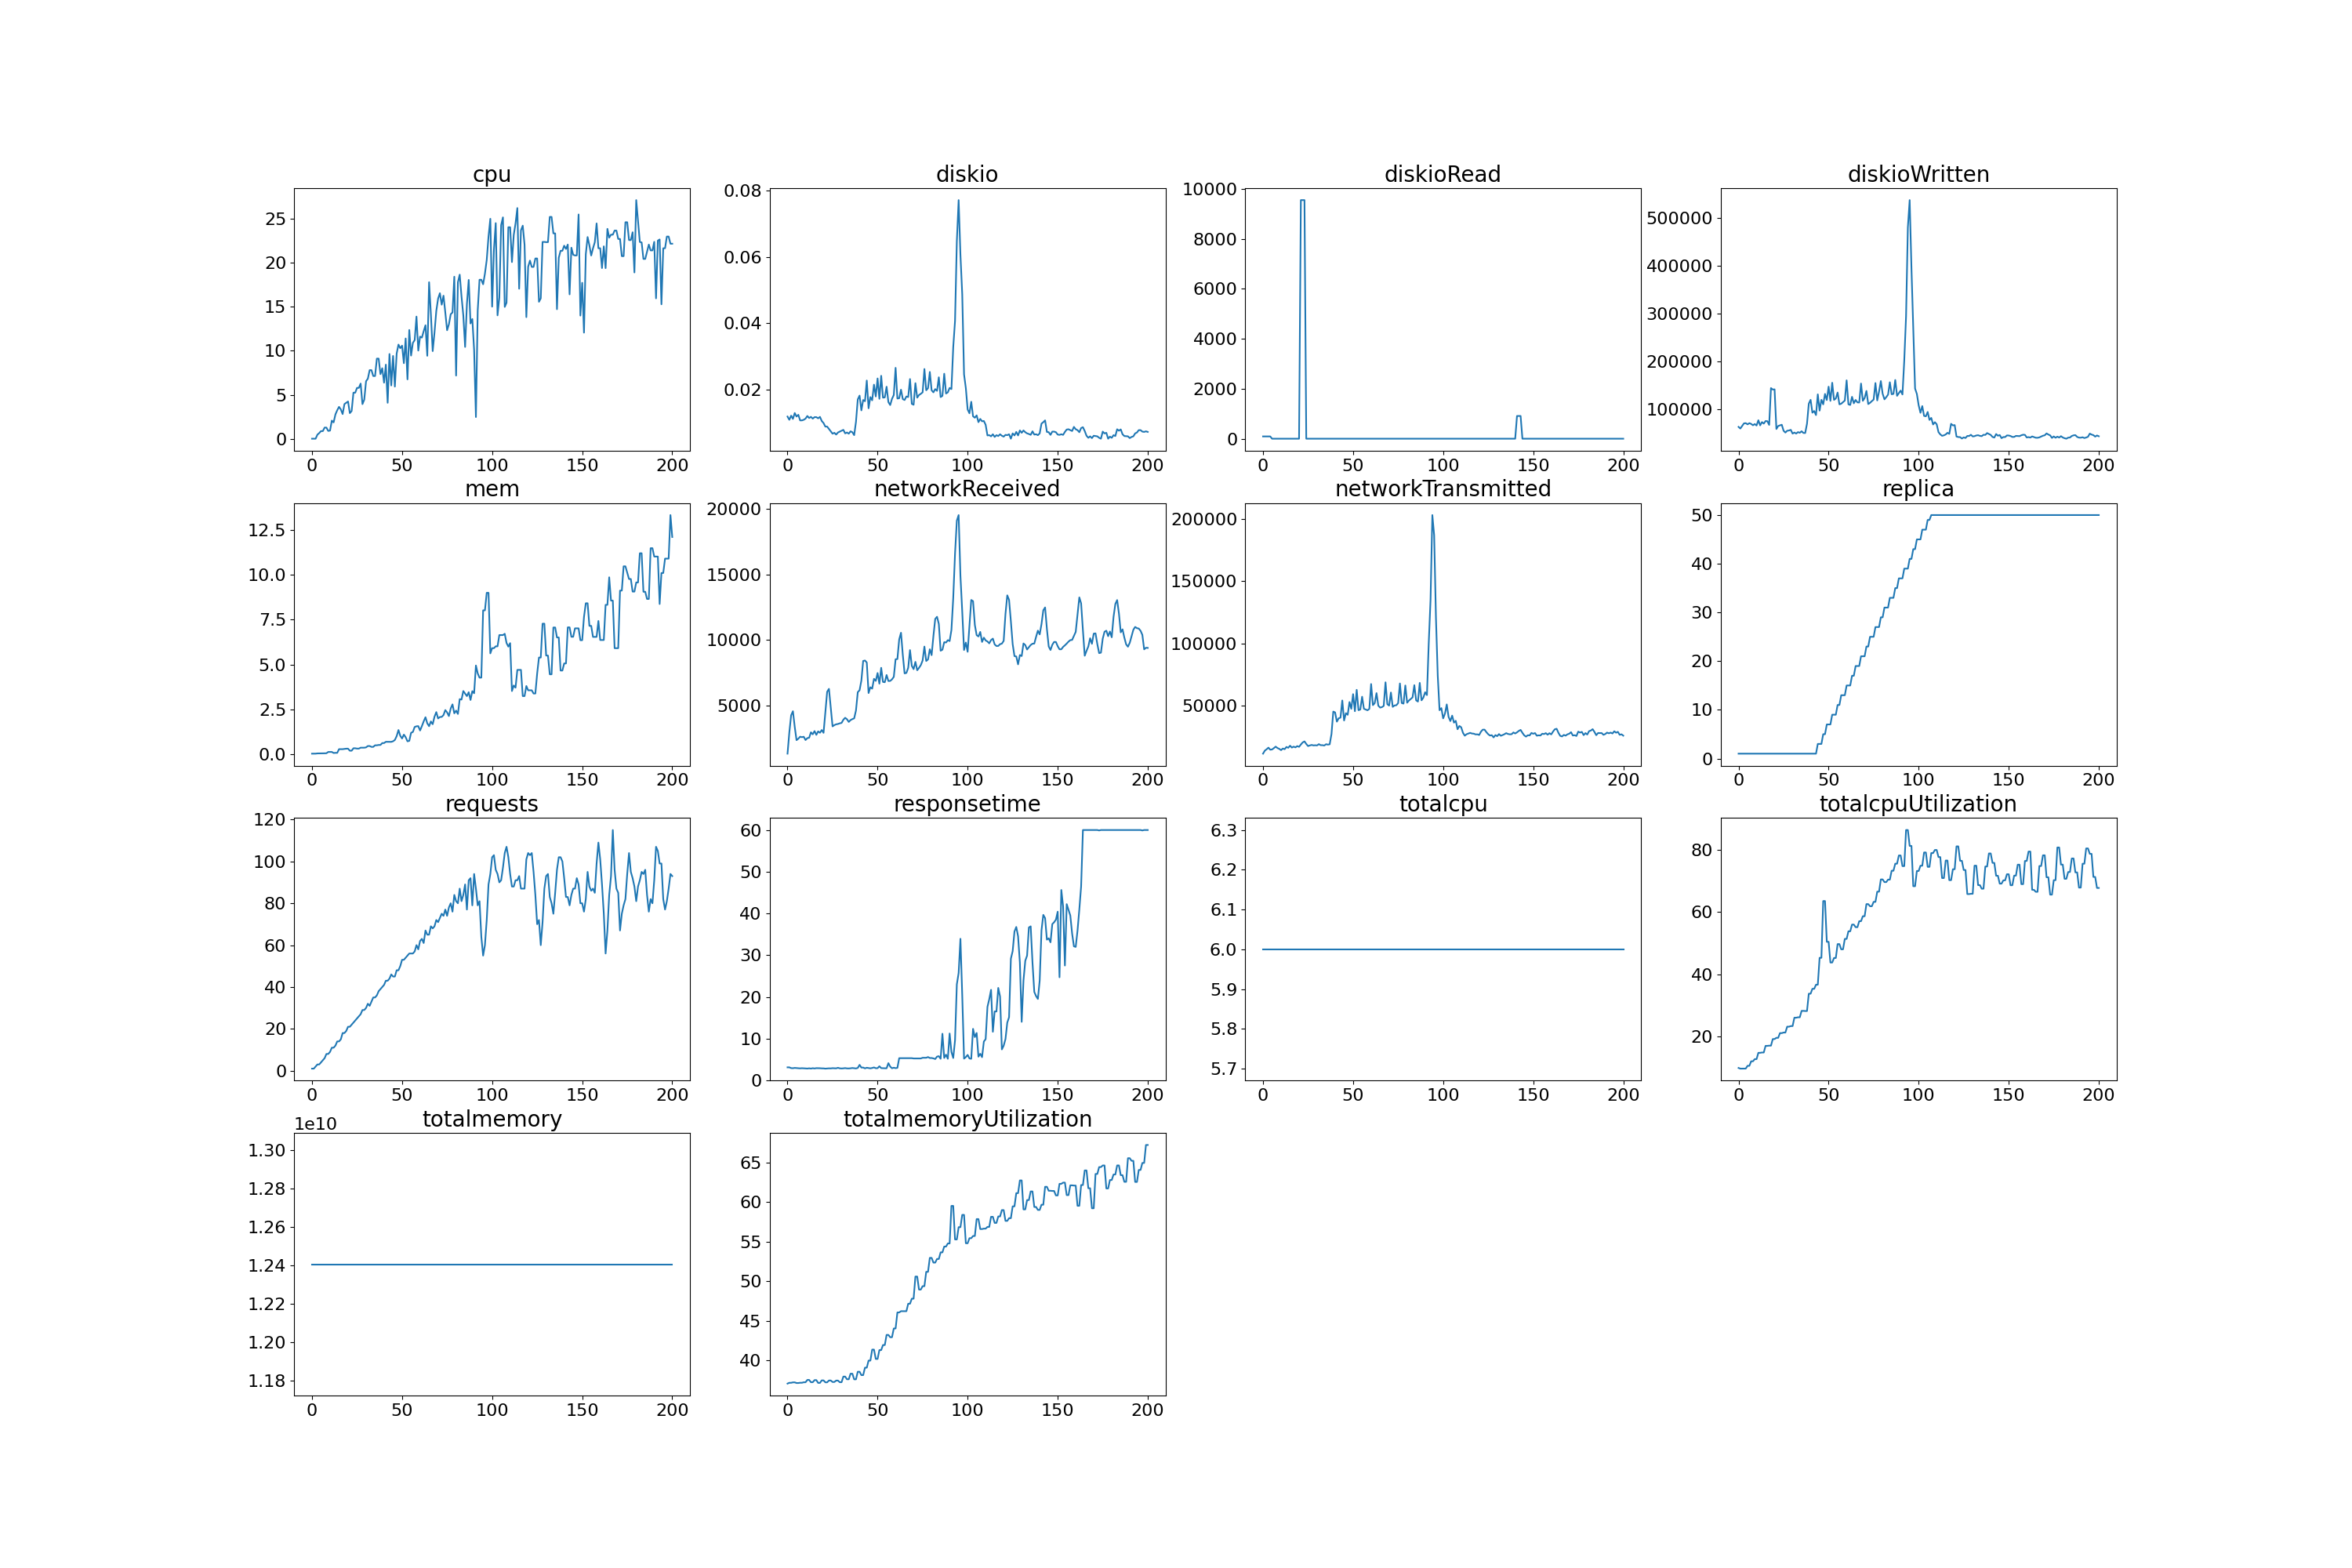 cpu
25
20
15
10
5
0
0 50 100 150 200
diskio
0.08
0.06
0.04
0.02
0 50 100 150 200
diskioRead
10000
8000
6000
4000
2000
0
0 50 100 150 200
diskioWritten
500000
400000
300000
200000
100000
0 50 100 150 200
mem
12.5
10.0
7.5
5.0
2.5
0.0
0 50 100 150 200
networkReceived
20000
15000
10000
5000
0 50 100 150 200
networkTransmitted
200000
150000
100000
50000
0 50 100 150 200
replica
50
40
30
20
10
0
0 50 100 150 200
requests
120
100
80
60
40
20
0
0 50 100 150 200
responsetime
60
50
40
30
20
10
0
0 50 100 150 200
totalcpu
6.3
6.2
6.1
6.0
5.9
5.8
5.7
0 50 100 150 200
totalcpuUtilization
80
60
40
20
0 50 100 150 200
totalmemory
1e10
1.30
1.28
1.26
1.24
1.22
1.20
1.18
0 50 100 150 200
totalmemoryUtilization
65
60
55
50
45
40
0 50 100 150 200